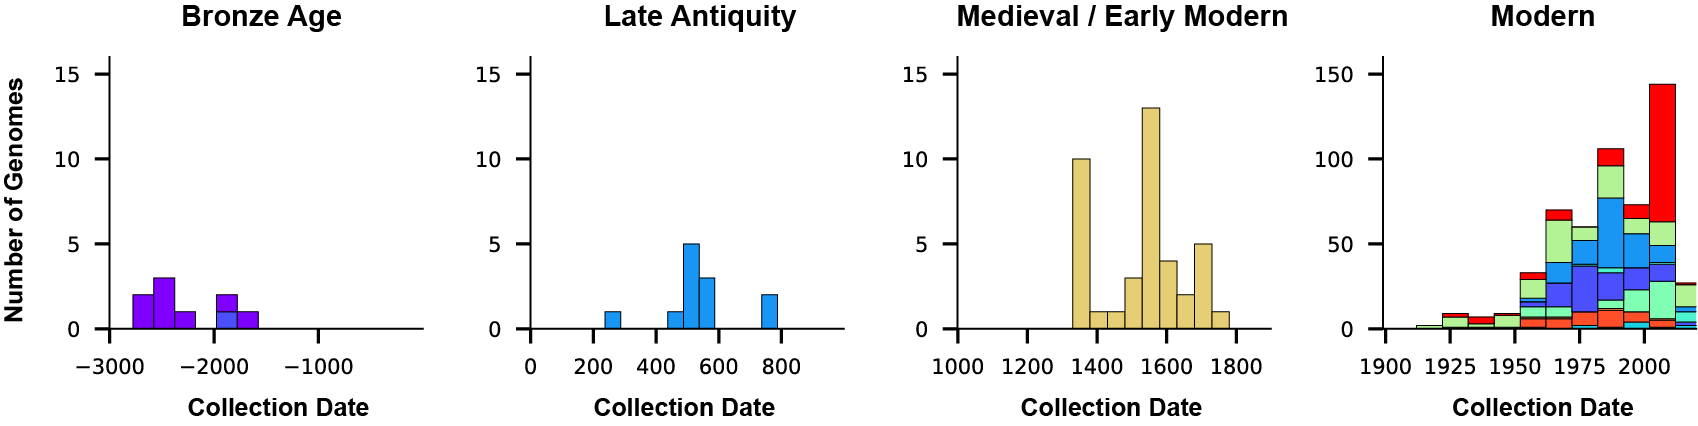 Bronze Age
Late Antiquity
Medieval / Early Modern
Modern
Number of Genomes
15
10
5
0
−3000 −2000 −1000
Collection Date
15
10
5
0
0 200 400 600 800
Collection Date
15
10
5
0
1000 1200 1400 1600 1800
Collection Date
150
100
50
0
1900 1925 1950 1975 2000
Collection Date